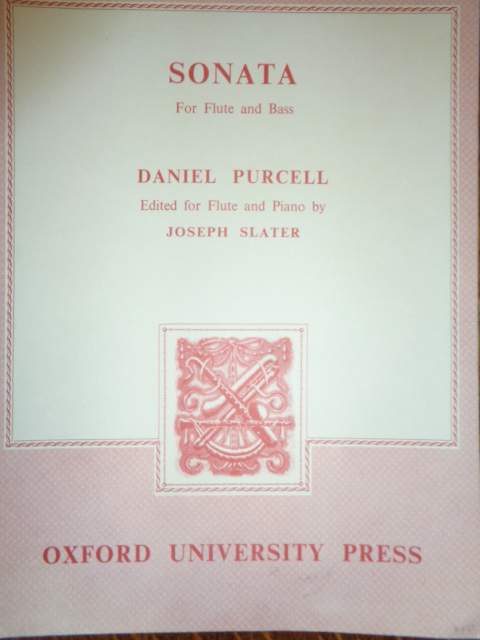 SONATA
For Flute and Bass
DANIEL PURCELL
Edited for Flute and Piano by
JOSEPH SLATER
OXFORD UNIVERSITY PRESS